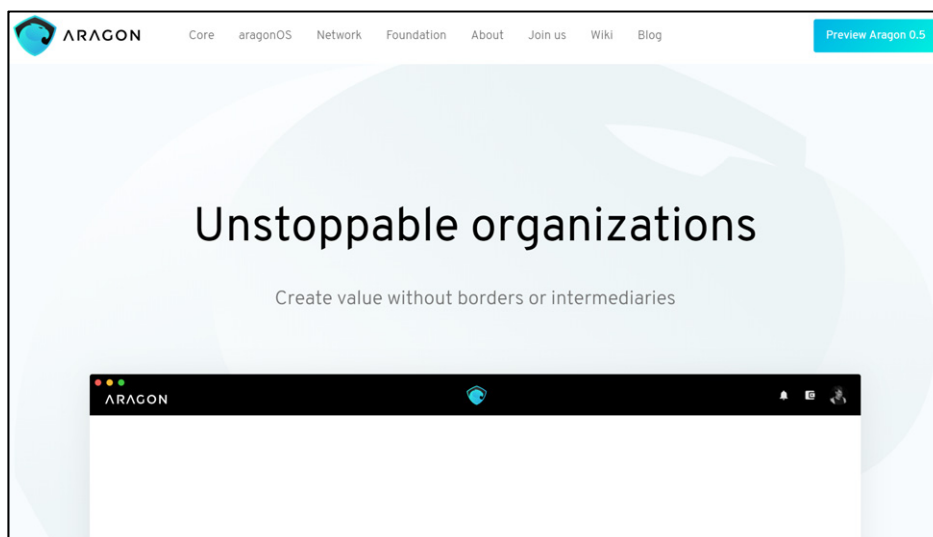 ARAGON Core aragonOS Network Foundation About Join us Wiki Blog Preview Aragon 0.5
Unstoppable organizations
Create value without borders or intermediaries
ARAGON